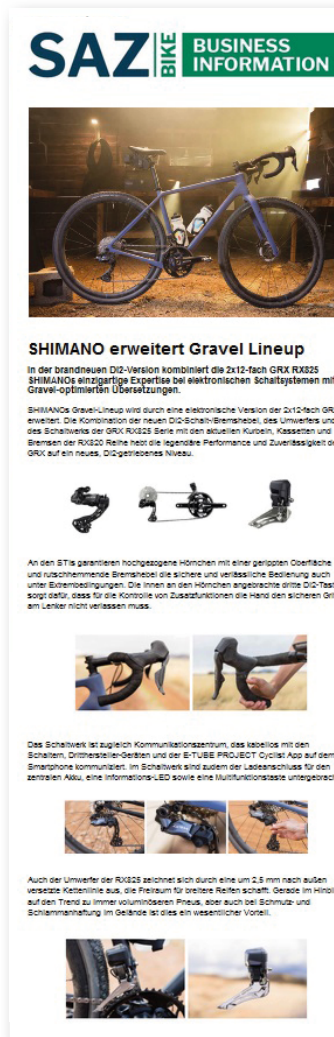 SAZ BIKE BUSINESS
INFORMATION
SHIMANO erweitert Gravel Lineup
In der brandneuen Di2-Version kombiniert die 2x12-fach GRX RX825
SHIMANOs einzigartige Expertise bei elektronischen Schaltsystemen mit
Gravel-optimierten Übersetzungen.
SHIMANOs Gravel-Lineup wird durch eine elektronische Version der 2x12-fach GRX
erweitert. Die Kombination der neuen Di2-Schalt-/Bremshebel, des Umwerfers und
des Schaltwerks der GRX RX825 Serie mit den aktuellen Kurbeln, Kassetten und
Bremsen der RX820 Reihe hebt die legendäre Performance und Zuverlässigkeit de
GRX auf ein neues, Di2-getriebenes Niveau.
An den STIs garantieren hochgezogene Hörnchen mit einer gerippten Oberfläche
und rutschhemmende Bremshebel die sichere und verlässliche Bedienung auch
unter Extrembedingungen. Die innen an den Hörnchen angebrachte dritte Di2-Tast
sorgt dafür, dass für die Kontrolle von Zusatzfunktionen die Hand den sicheren Gri
am Lenker nicht verlassen muss.
Das Schaltwerk ist zugleich Kommunikationszentrum, das kabellos mit den
Schaltern, Dritthersteller-Geräten und der E-TUBE PROJECT Cyclist App auf dem
Smartphone kommuniziert. Im Schaltwerk sind zudem der Ladeanschluss für den
zentralen Akku, eine Informations-LED sowie eine Multifunktionstaste untergebrach
Auch der Umwerfer der RX825 zeichnet sich durch eine um 2,5 mm nach außen
versetzte Kettenlinie aus, die Freiraum für breitere Reifen schafft. Gerade im Hinbl
auf den Trend zu immer voluminöseren Pneus, aber auch bei Schmutz- und
Schlammanhaftung im Gelände ist dies ein wesentlicher Vorteil.